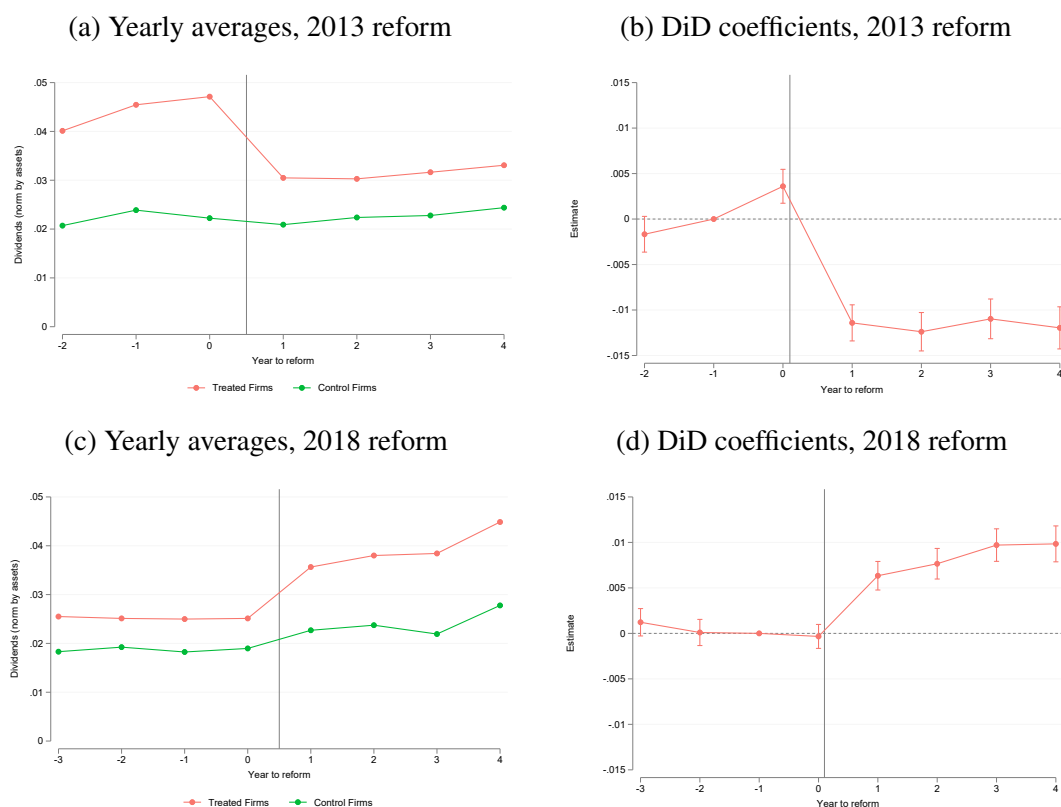 (a) Yearly averages, 2013 reform
(b) DiD coefficients, 2013 reform
Dividends (norm by assets)
.05
.04
.03
.02
.01
0
-2 -1 0 1 2 3 4
Year to reform
Treated Firms Control Firms
Estimate
.015
.01
.005
0
-.005
-.01
-.015
-2 -1 0 1 2 3 4
Year to reform
(c) Yearly averages, 2018 reform
(d) DiD coefficients, 2018 reform
Dividends (norm by assets)
.05
.04
.03
.02
.01
0
-3 -2 -1 0 1 2 3 4
Year to reform
Treated Firms Control Firms
Estimate
.015
.01
.005
0
-.005
-.01
-.015
-3 -2 -1 0 1 2 3 4
Year to reform